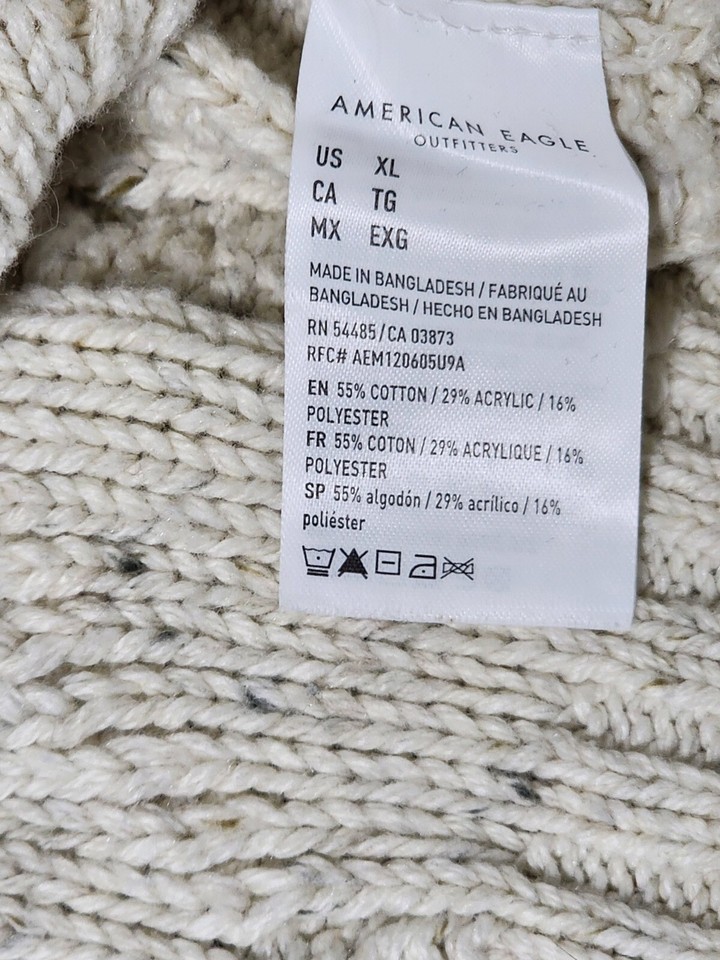 AMERICAN EAGLE
OUTFITTERS
US XL
CA TG
MX EXG
MADE IN BANGLADESH / FABRIQUÉ AU
BANGLADESH / HECHO EN BANGLADESH
RN 54485 / CA 03873
RFC# AEM120605U9A
EN 55% COTTON / 29% ACRYLIC / 16%
POLYESTER
FR 55% COTON / 29% ACRYLIQUE / 16%
POLYESTER
SP 55% algodón / 29% acrílico / 16%
poliéster